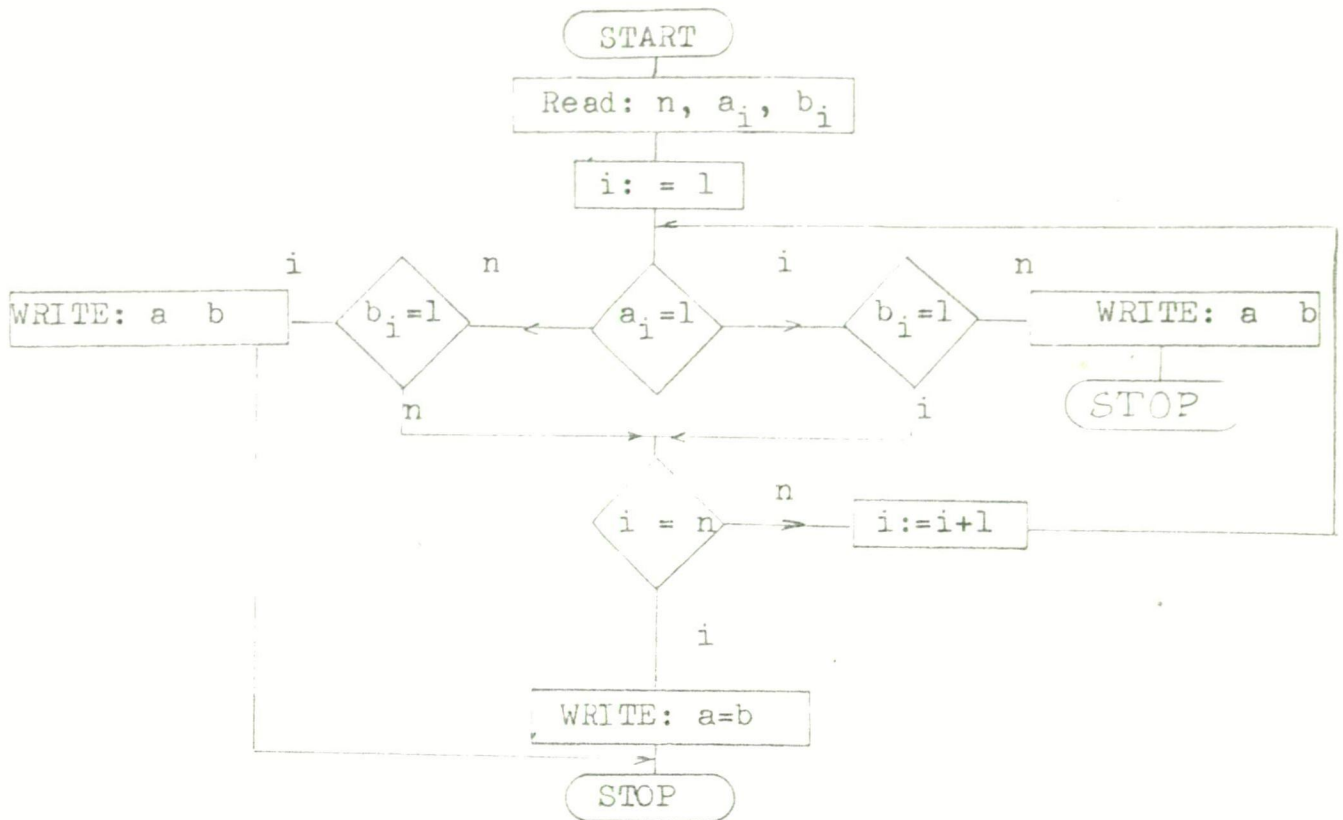 START
Read: n, a_i, b_i
i: = 1
i n i n
WRITE: a b
b_i=1
a_i=1
b_i=1
WRITE: a b
STOP
n i
i = n
n
i:=i+1
i
WRITE: a=b
STOP